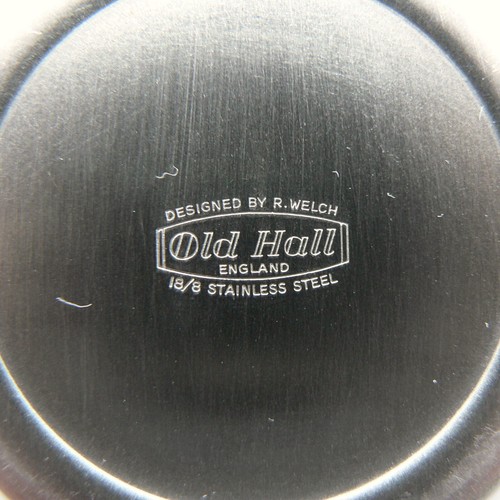 DESIGNED BY R. WELCH
Old Hall
ENGLAND
18/8 STAINLESS STEEL